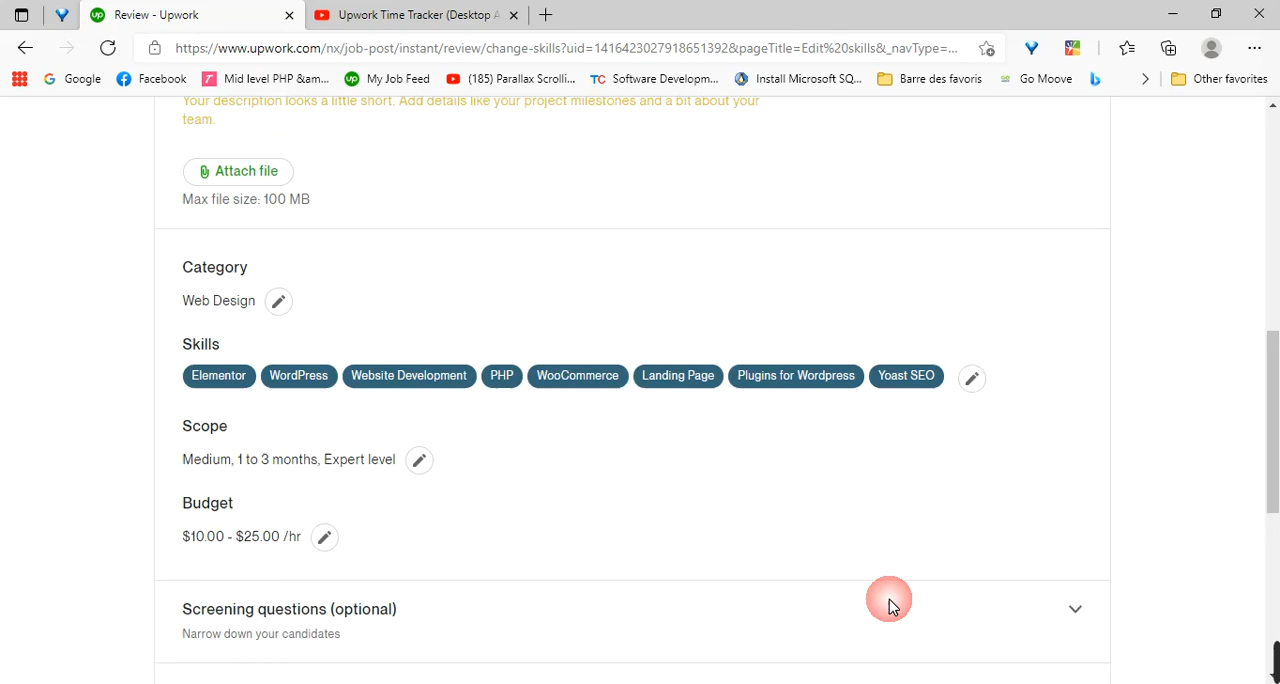 Review - Upwork
Upwork Time Tracker (Desktop A
https://www.upwork.com/nx/job-post/instant/review/change-skills?uid=1416423027918651392&pageTitle=Edit%20skills&_navType=...
Google
Facebook
Mid level PHP &am...
My Job Feed
(185) Parallax Scrolli...
TC Software Developm...
Install Microsoft SQ...
Barre des favoris
Go Moove
Other favorites
Your description looks a little short. Add details like your project milestones and a bit about your
team.
Attach file
Max file size: 100 MB
Category
Web Design
Skills
Elementor WordPress Website Development PHP WooCommerce Landing Page Plugins for Wordpress Yoast SEO
Scope
Medium, 1 to 3 months, Expert level
Budget
$10.00 - $25.00 /hr
Screening questions (optional)
Narrow down your candidates